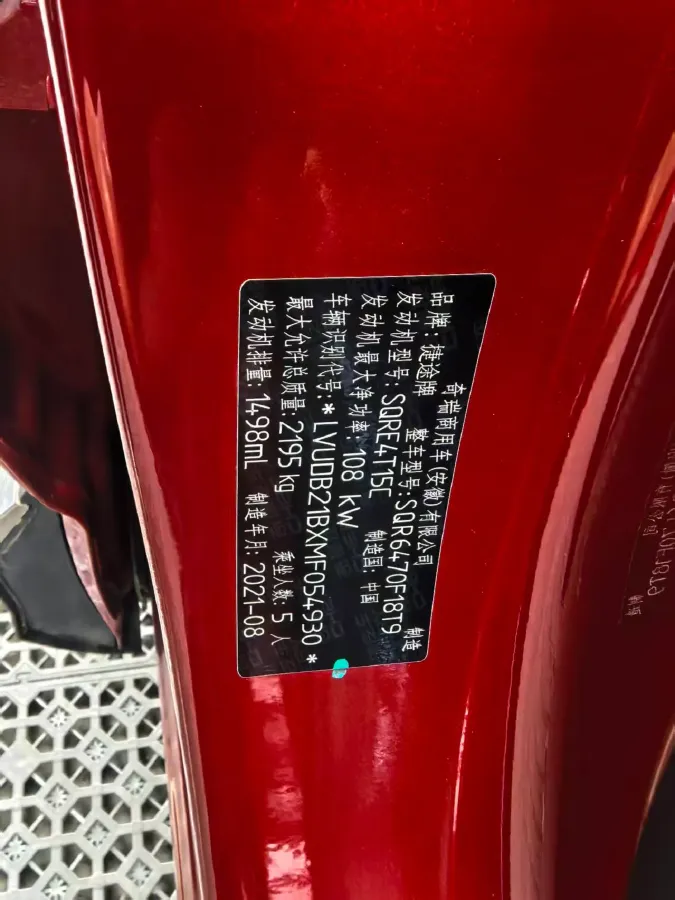 奇瑞商用车(安徽)有限公司 制造
品牌:捷途牌 整车型号:SQR6470F18T9
发动机型号:SQRE4T15C 制造国:中国
发动机最大净功率:108 kW
车辆识别代号:*LVUDB21BXMF054930*
最大允许总质量:2195 kg 乘坐人数:5 人
发动机排量:1498mL 制造年月:2021-08